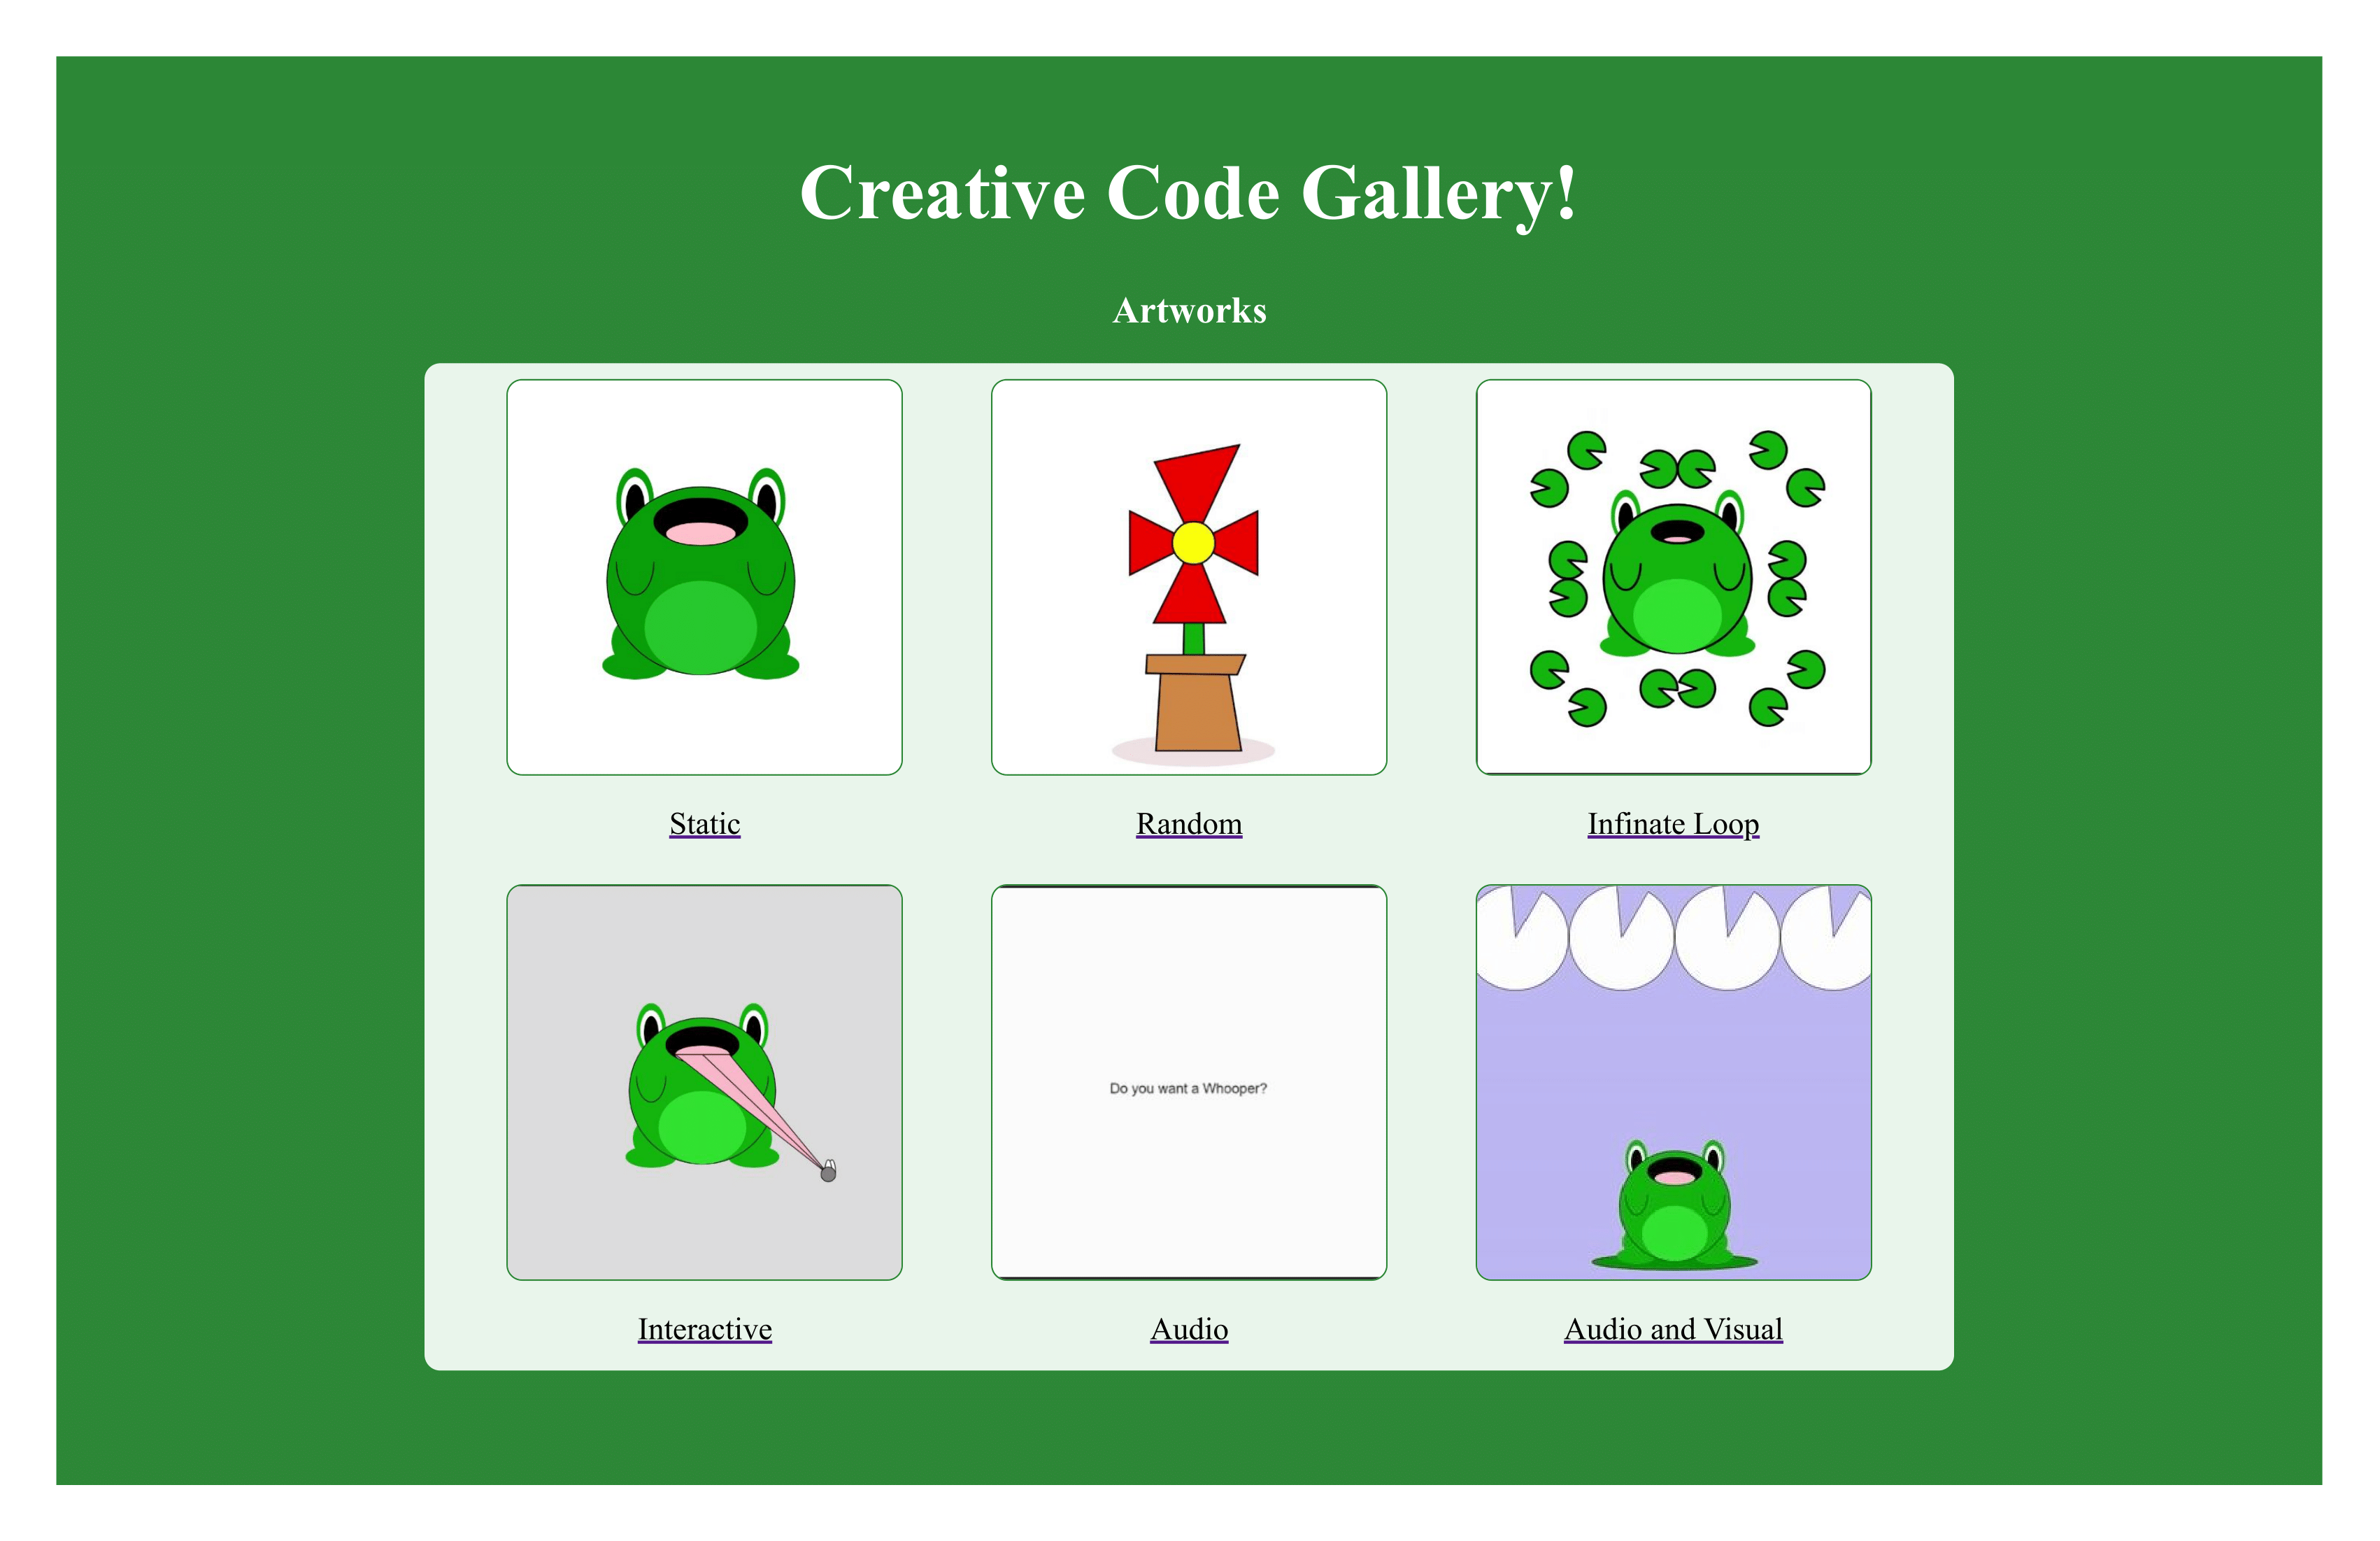 Creative Code Gallery!
Artworks
Static
Random
Infinate Loop
Do you want a Whooper?
Interactive
Audio
Audio and Visual